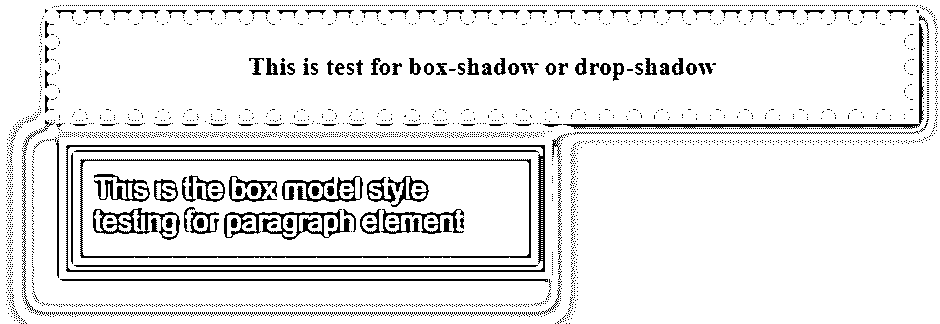 This is test for box-shadow or drop-shadow
This is the box model style
testing for paragraph element